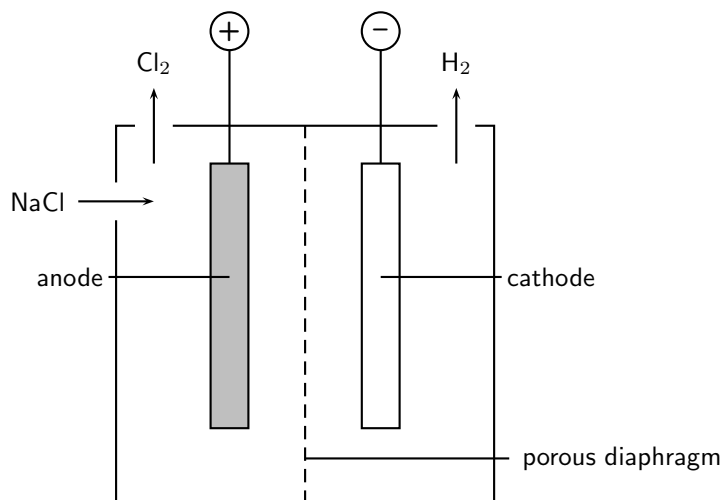 +
−
Cl₂
H₂
NaCl
anode
cathode
porous diaphragm